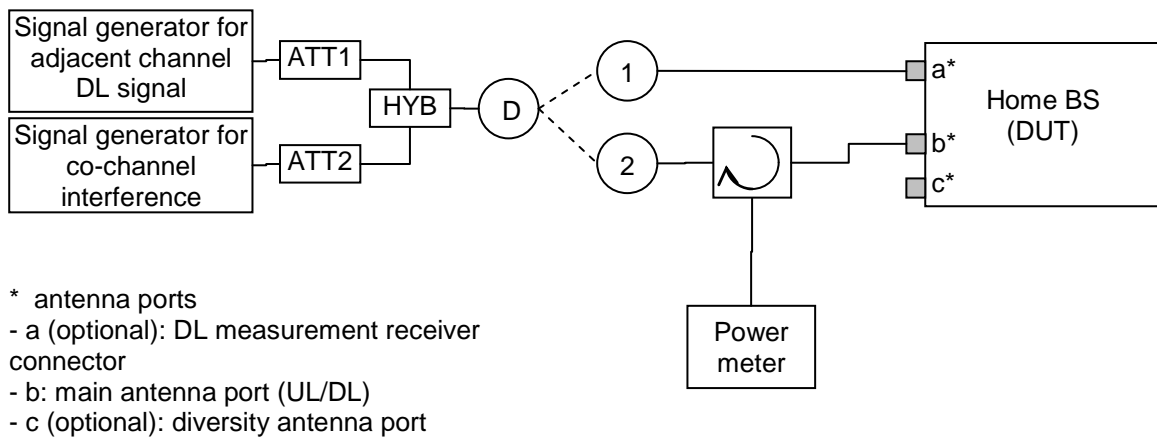 Signal generator for
adjacent channel
DL signal
ATT1
HYB
D
1
a*
Home BS
(DUT)
Signal generator for
co-channel
interference
ATT2
2
b*
c*
Power
meter
* antenna ports
- a (optional): DL measurement receiver
connector
- b: main antenna port (UL/DL)
- c (optional): diversity antenna port